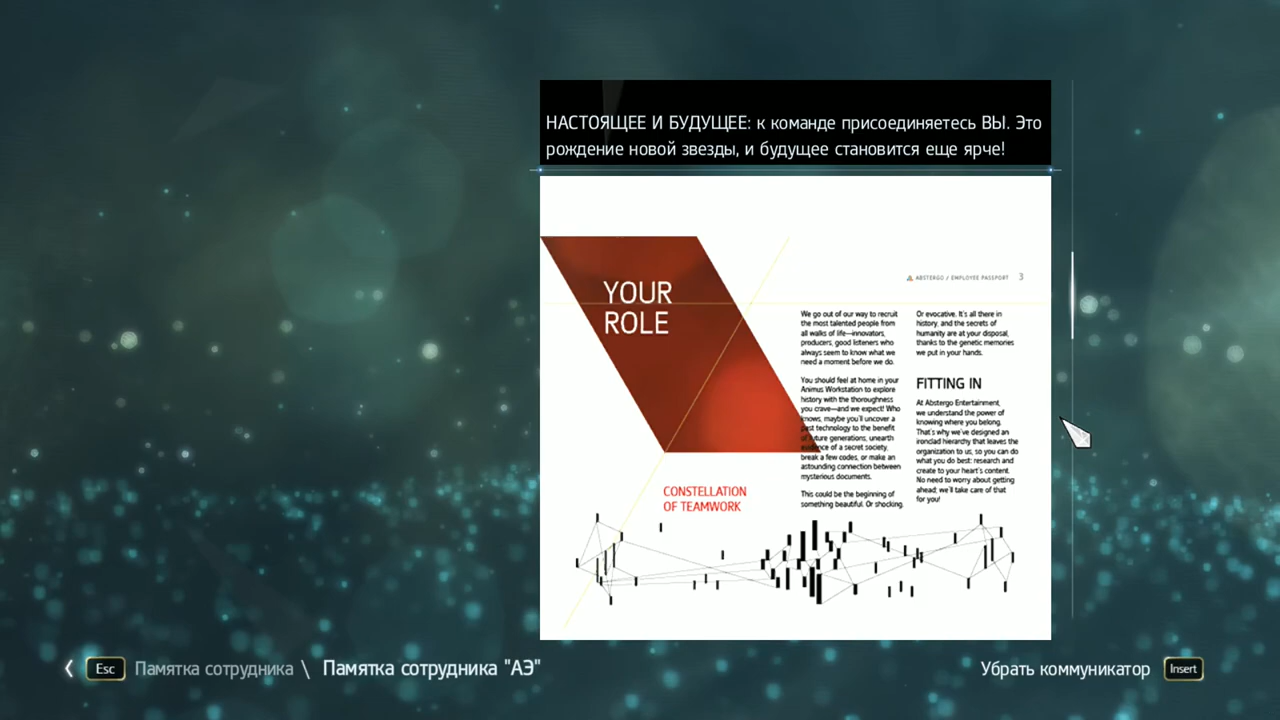 НАСТОЯЩЕЕ И БУДУЩЕЕ: к команде присоединяетесь ВЫ. Это
рождение новой звезды, и будущее становится еще ярче!
YOUR
ROLE
ABSTERGO / EMPLOYEE PASSPORT 3
We go out of our way to recruit
the most talented people from
all walks of life—innovators,
producers, good listeners who
always seem to know what we
need a moment before we do.
You should feel at home in your
Animus Workstation to explore
history with the thoroughness
you crave—and we expect! Who
knows, maybe you'll uncover a
past technology to the benefit
of future generations, unearth
evidence of a secret society,
break a few codes, or make an
astounding connection between
mysterious documents.
This could be the beginning of
something beautiful. Or shocking.
Or evocative. It's all there in
history, and the secrets of
humanity are at your disposal,
thanks to the genetic memories
we put in your hands.
FITTING IN
At Abstergo Entertainment,
we understand the power of
knowing where you belong.
That's why we've designed an
ironclad hierarchy that leaves the
organization to us, so you can do
what you do best: research and
create to your heart's content.
No need to worry about getting
ahead; we'll take care of that
for you!
CONSTELLATION
OF TEAMWORK
Esc Памятка сотрудника \ Памятка сотрудника "АЭ"
Убрать коммуникатор Insert